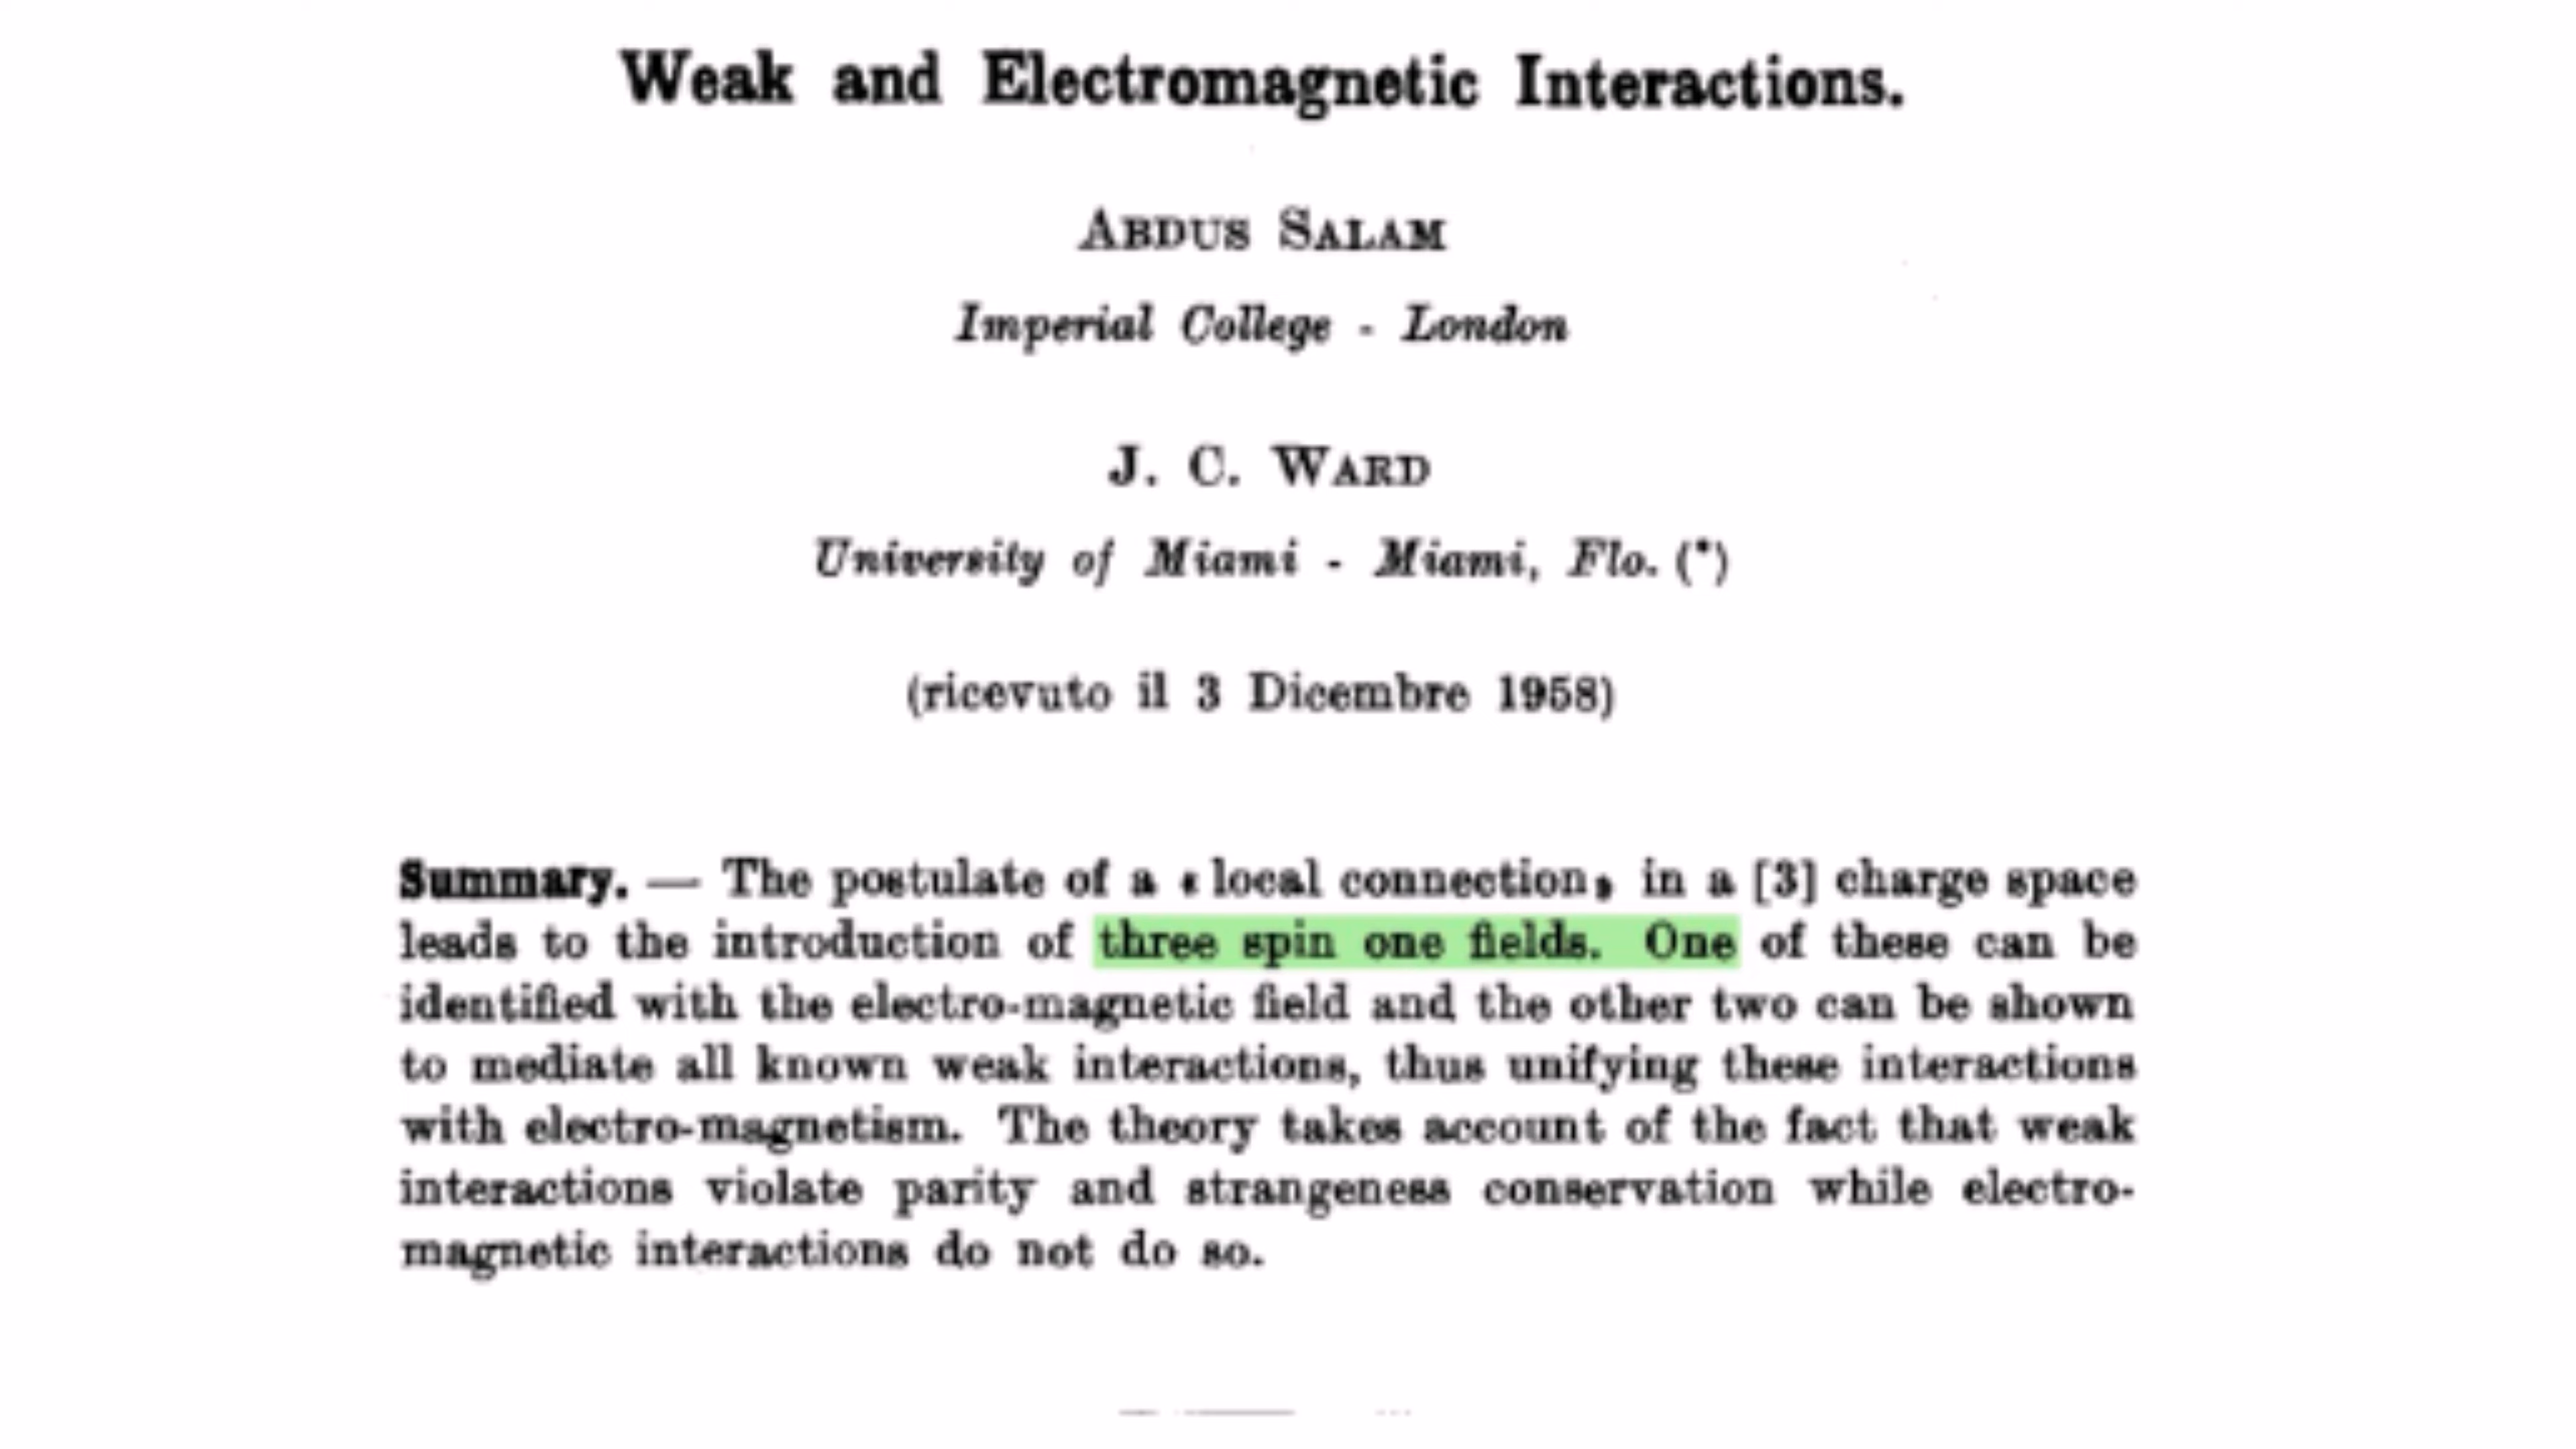 Weak and Electromagnetic Interactions.
ABDUS SALAM
Imperial College - London
J. C. WARD
University of Miami - Miami, Flo. (*)
(ricevuto il 3 Dicembre 1958)
Summary. — The postulate of a « local connection » in a [3] charge space
leads to the introduction of three spin one fields. One of these can be
identified with the electro-magnetic field and the other two can be shown
to mediate all known weak interactions, thus unifying these interactions
with electro-magnetism. The theory takes account of the fact that weak
interactions violate parity and strangeness conservation while electro-
magnetic interactions do not do so.